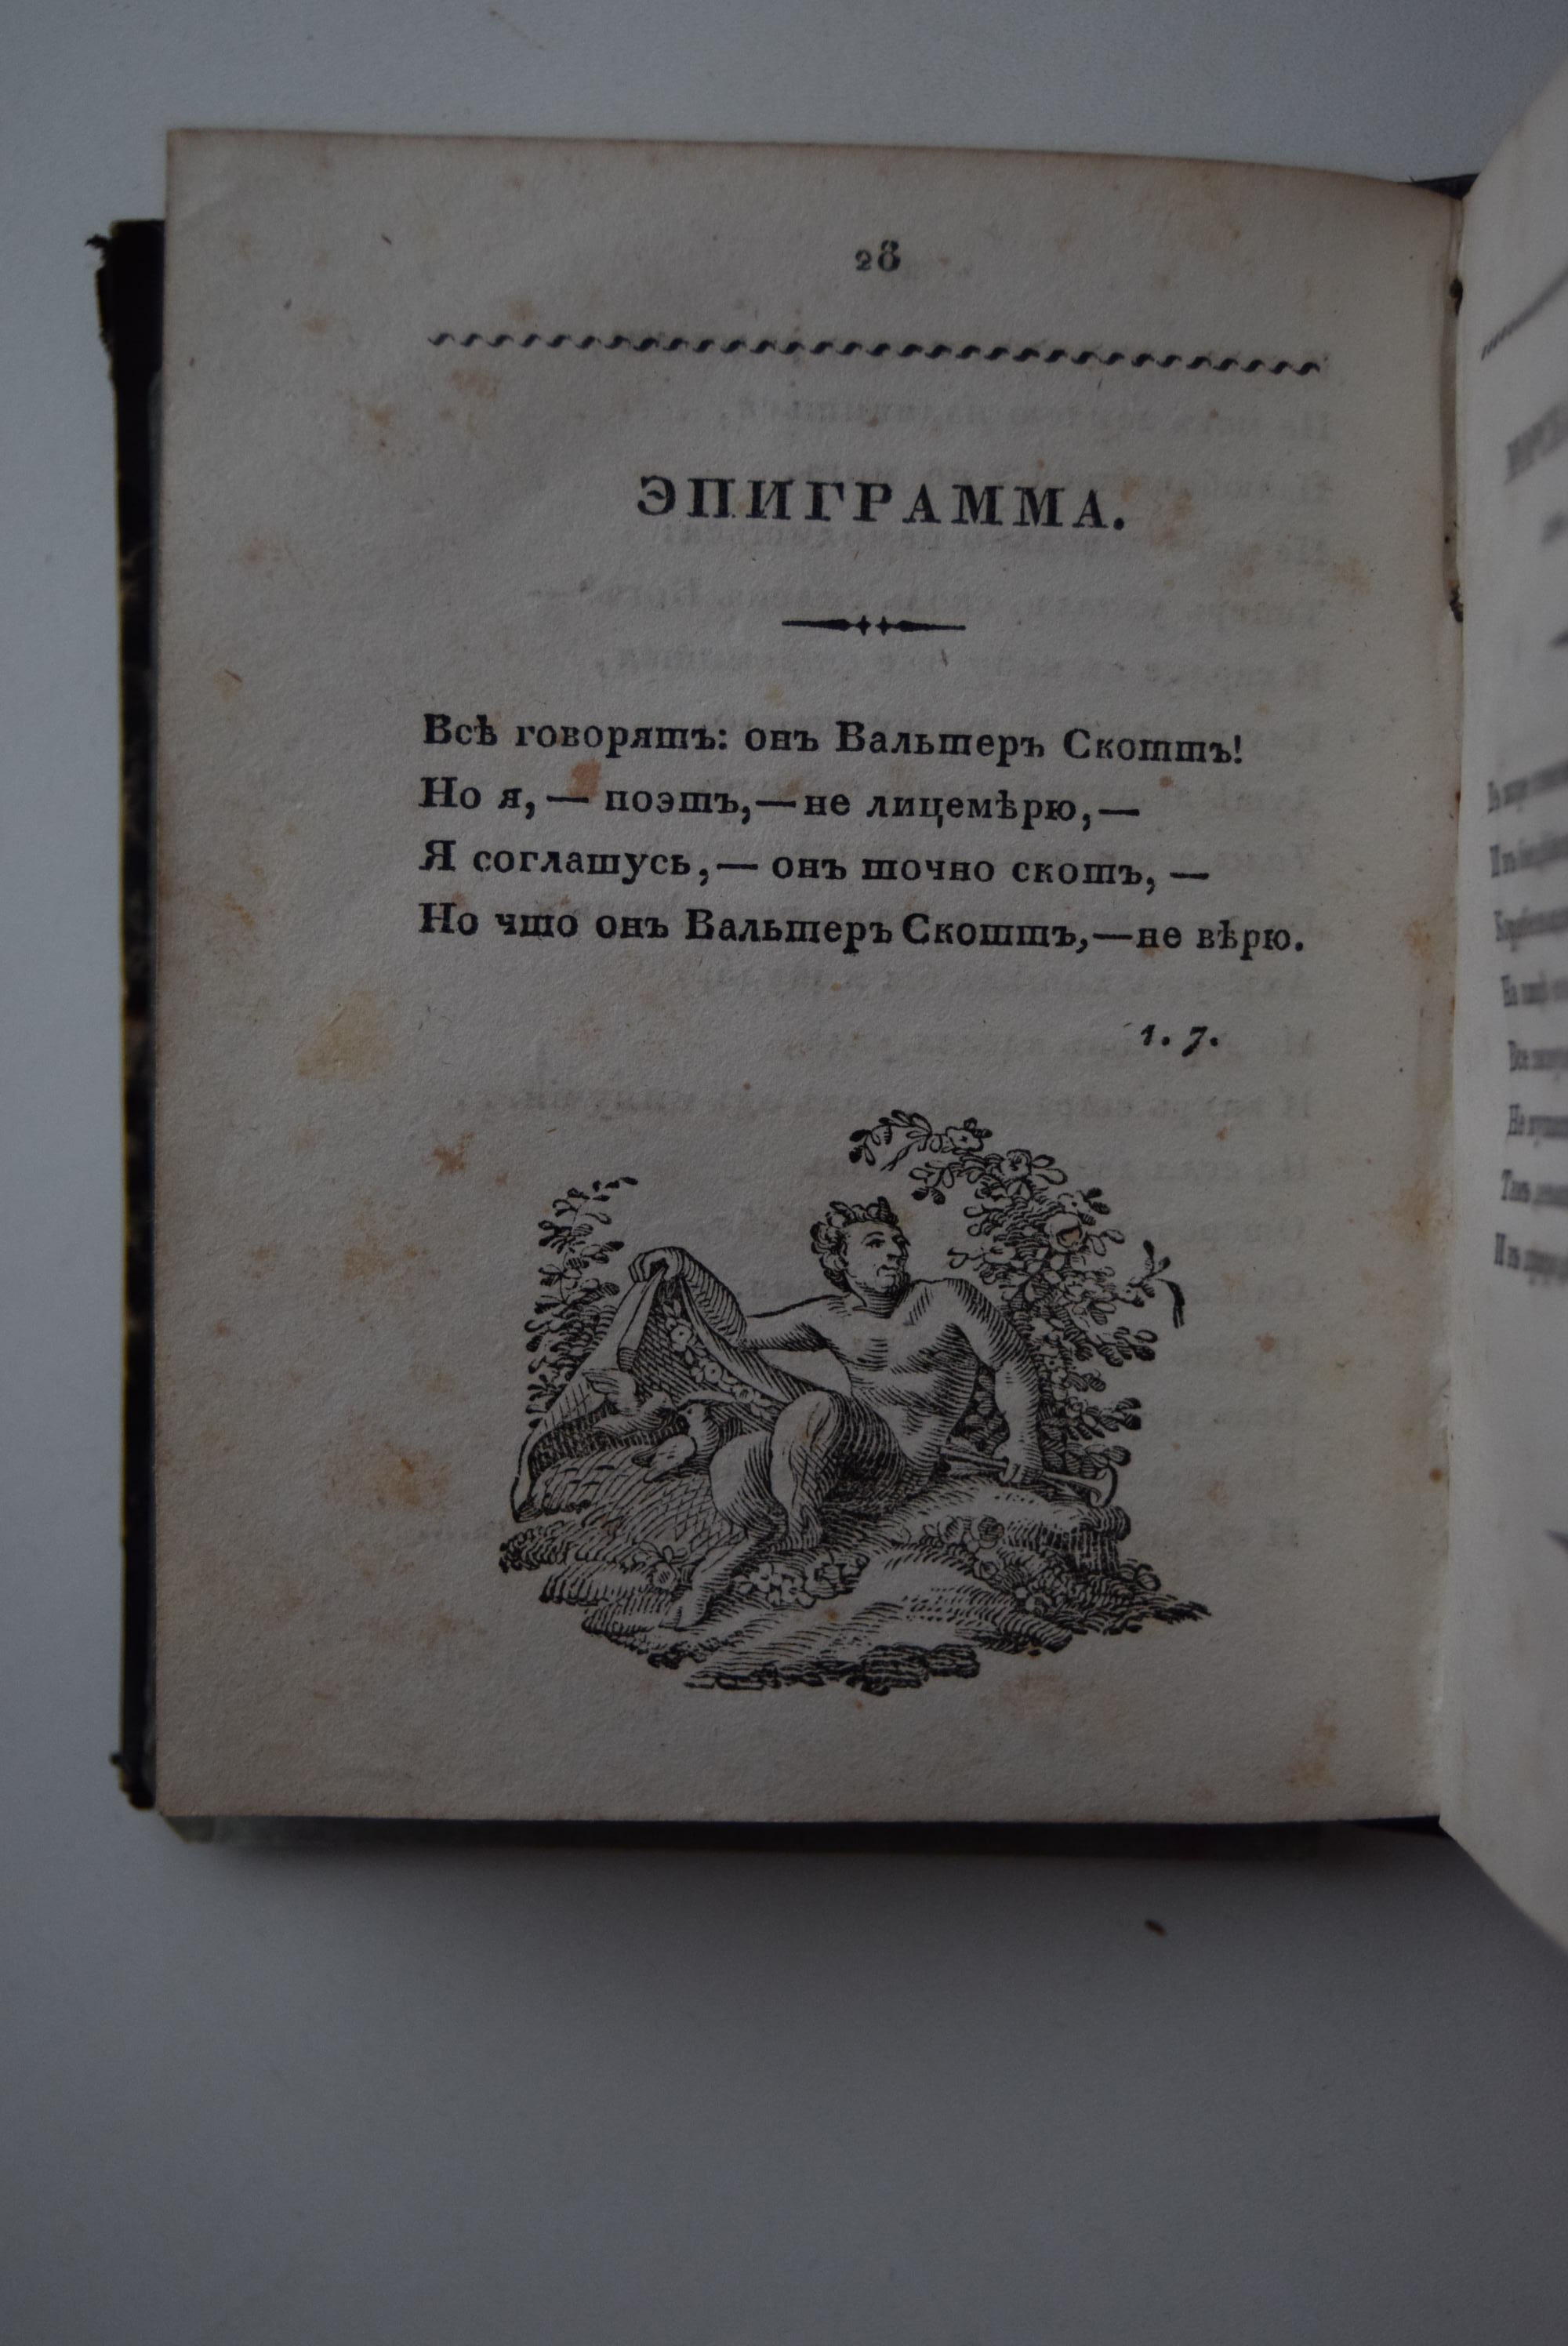 28
ЭПИГРАММА.
Всѣ говорятъ: онъ Вальтеръ Скоттъ!
Но я,— поэтъ,—не лицемѣрю,—
Я соглашусь,— онъ точно скотъ,—
Но что онъ Вальтеръ Скоттъ,—не вѣрю.
1. 7.